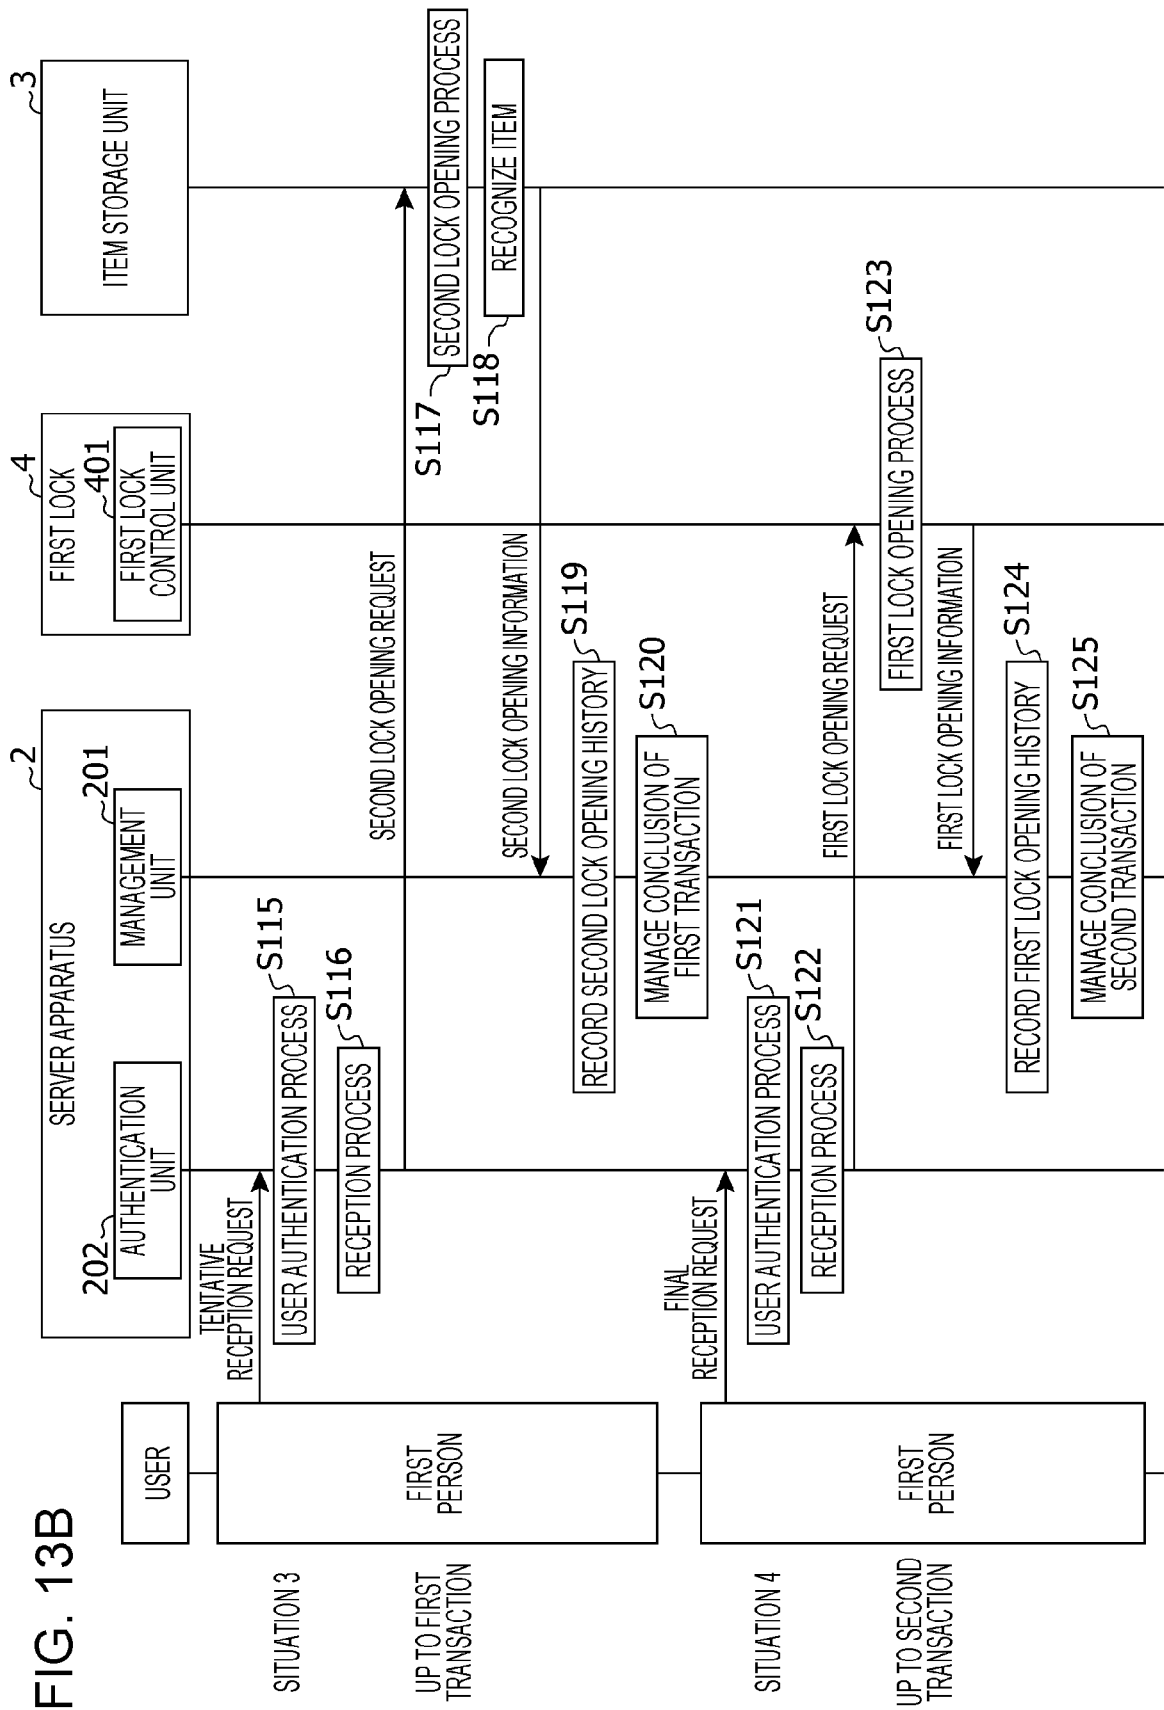 FIG. 13B
USER
SERVER APPARATUS
2
202
AUTHENTICATION
UNIT
201
MANAGEMENT
UNIT
FIRST LOCK
4
401
FIRST LOCK
CONTROL UNIT
ITEM STORAGE UNIT
3
SITUATION 3
UP TO FIRST
TRANSACTION
FIRST
PERSON
TENTATIVE
RECEPTION REQUEST
USER AUTHENTICATION PROCESS
S115
RECEPTION PROCESS
S116
SECOND LOCK OPENING REQUEST
S117
SECOND LOCK OPENING PROCESS
S118
RECOGNIZE ITEM
SECOND LOCK OPENING INFORMATION
RECORD SECOND LOCK OPENING HISTORY
S119
MANAGE CONCLUSION OF
FIRST TRANSACTION
S120
SITUATION 4
UP TO SECOND
TRANSACTION
FIRST
PERSON
FINAL
RECEPTION REQUEST
USER AUTHENTICATION PROCESS
S121
RECEPTION PROCESS
S122
FIRST LOCK OPENING REQUEST
FIRST LOCK OPENING PROCESS
S123
FIRST LOCK OPENING INFORMATION
RECORD FIRST LOCK OPENING HISTORY
S124
MANAGE CONCLUSION OF
SECOND TRANSACTION
S125